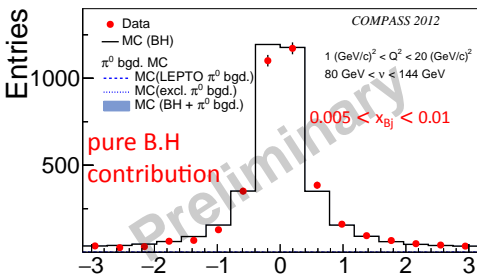 Entries
Data
MC (BH)
π⁰ bgd. MC
MC(LEPTO π⁰ bgd.)
MC(excl. π⁰ bgd.)
MC (BH + π⁰ bgd.)
COMPASS 2012
1 (GeV/c)² < Q² < 20 (GeV/c)²
80 GeV < ν < 144 GeV
0.005 < x_Bj < 0.01
pure B.H
contribution
Preliminary
1000
500
−3 −2 −1 0 1 2 3